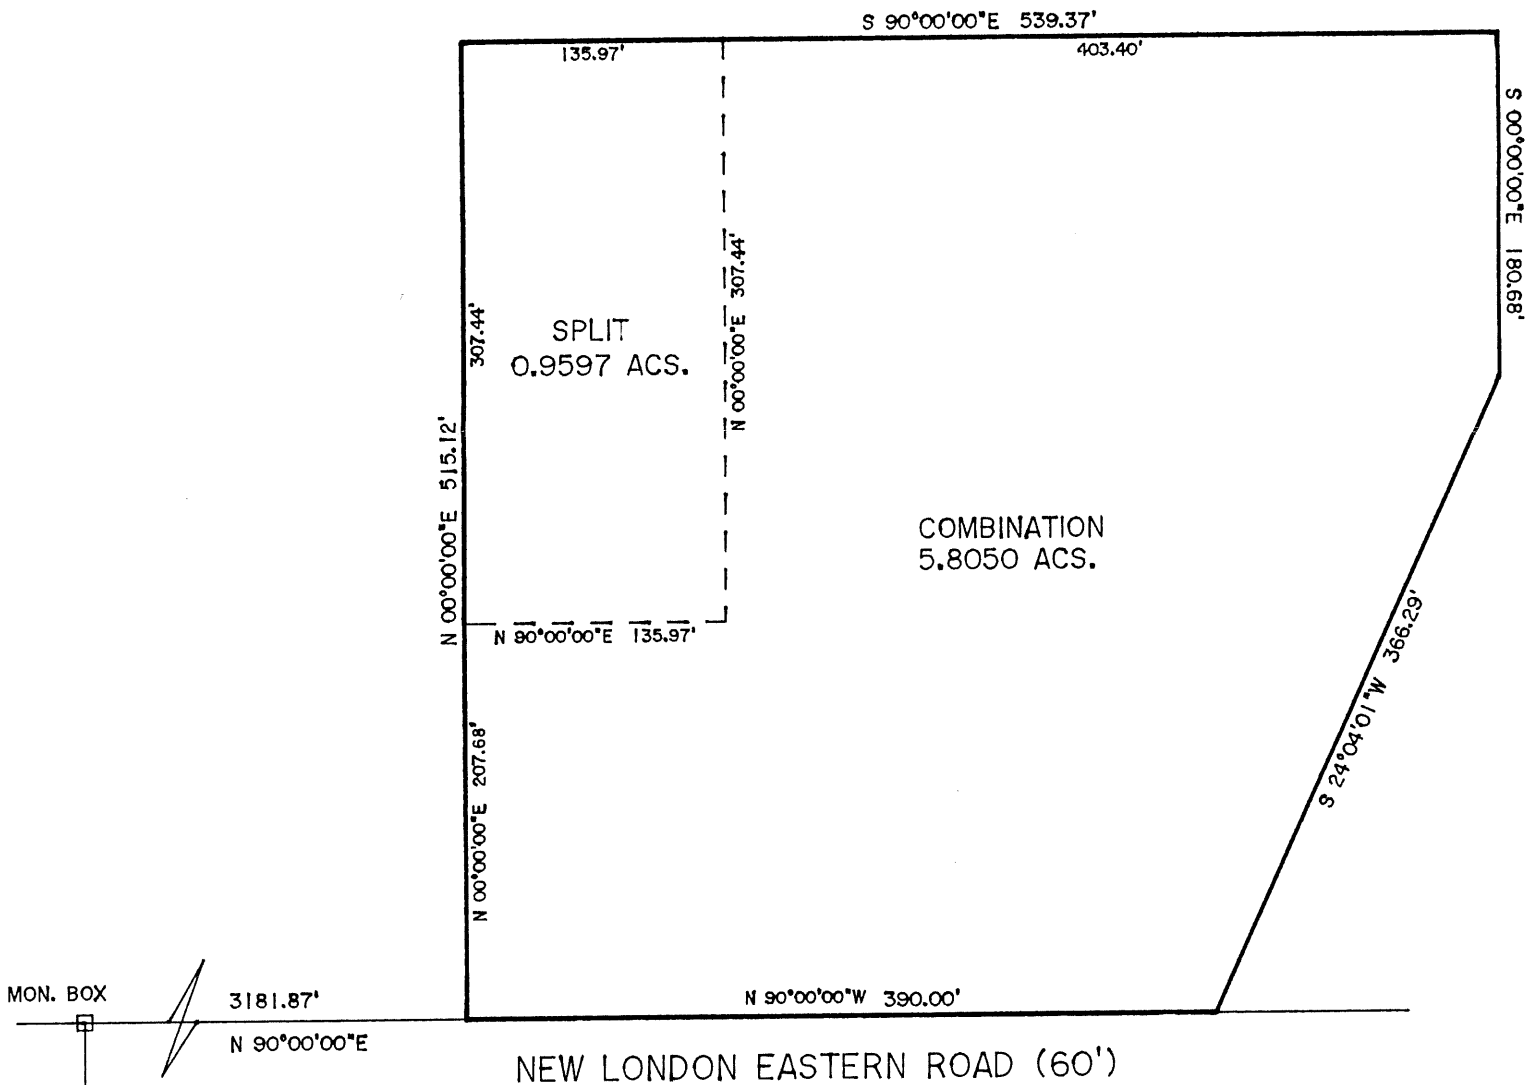 S 90°00'00"E 539.37'
135.97'
403.40'
S 00°00'00"E 180.68'
N 00°00'00"E 307.44'
307.44'
SPLIT
0.9597 ACS.
N 00°00'00"E 515.12'
COMBINATION
5.8050 ACS.
N 90°00'00"E 135.97'
S 24°04'01"W 366.29'
N 00°00'00"E 207.68'
MON. BOX
3181.87'
N 90°00'00"W 390.00'
N 90°00'00"E
NEW LONDON EASTERN ROAD (60')